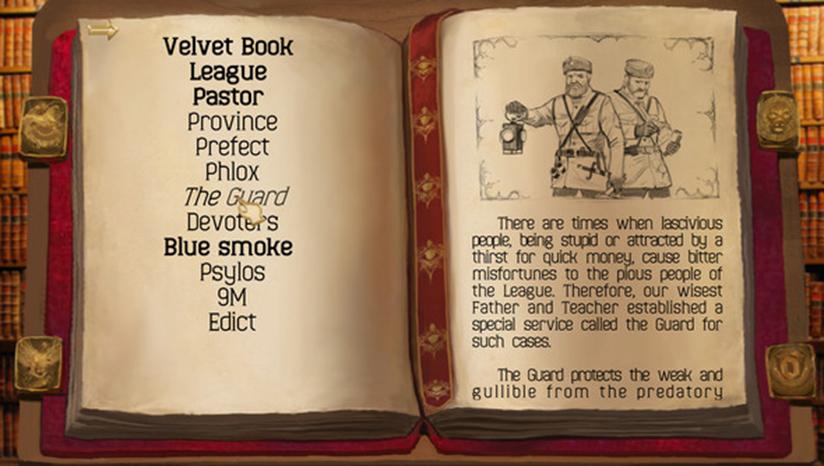 Velvet Book
League
Pastor
Province
Prefect
Phlox
The Guard
Devoters
Blue smoke
Psylos
9M
Edict
There are times when lascivious
people, being stupid or attracted by a
thirst for quick money, cause bitter
misfortunes to the pious people of
the League. Therefore, our wisest
Father and Teacher established a
special service called the Guard for
such cases.
The Guard protects the weak and
gullible from the predatory